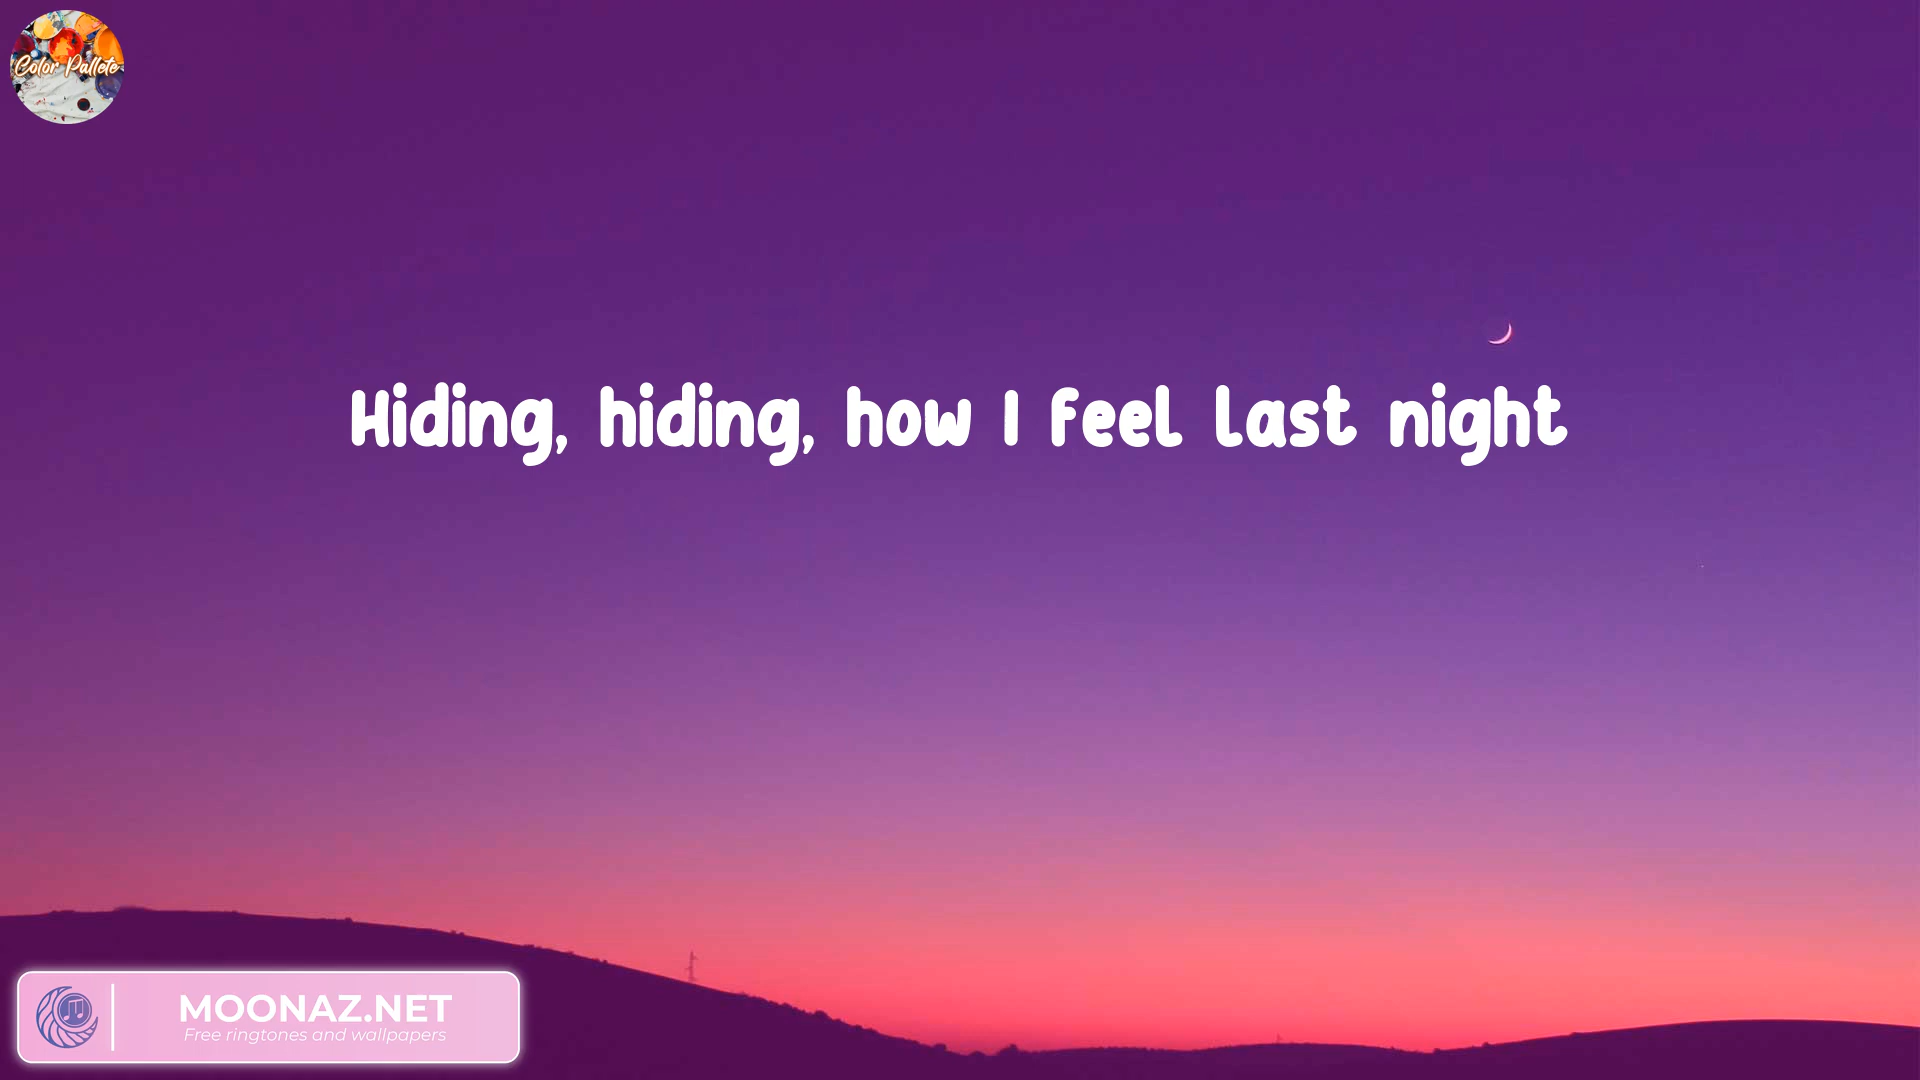 Color Pallete
Hiding, hiding, how I feel last night
MOONAZ.NET
Free ringtones and wallpapers